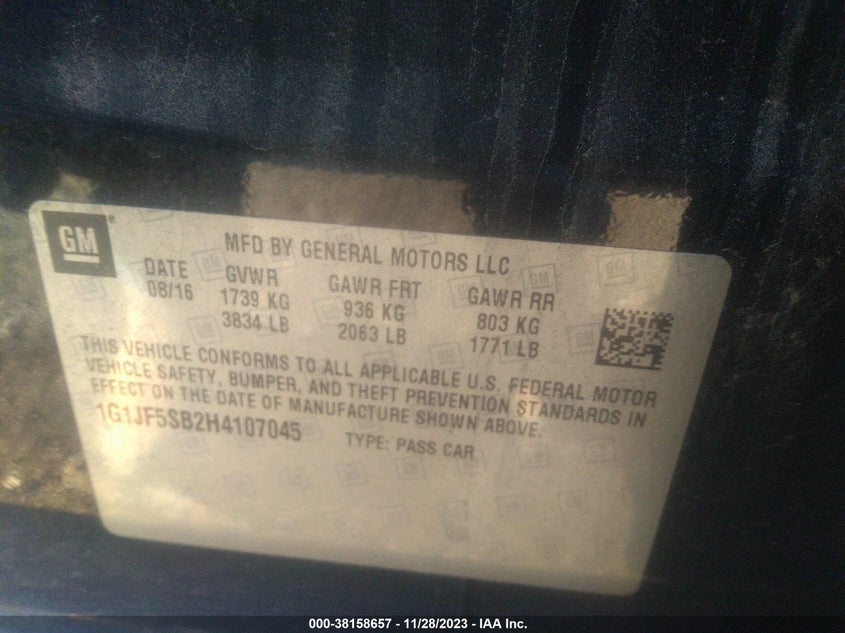 GM ®
MFD BY GENERAL MOTORS LLC
DATE GVWR GAWR FRT GAWR RR
08/16 1739 KG 936 KG 803 KG
3834 LB 2063 LB 1771 LB
THIS VEHICLE CONFORMS TO ALL APPLICABLE U.S. FEDERAL MOTOR
VEHICLE SAFETY, BUMPER, AND THEFT PREVENTION STANDARDS IN
EFFECT ON THE DATE OF MANUFACTURE SHOWN ABOVE.
1G1JF5SB2H4107045 TYPE: PASS CAR
000-38158657 - 11/28/2023 - IAA Inc.